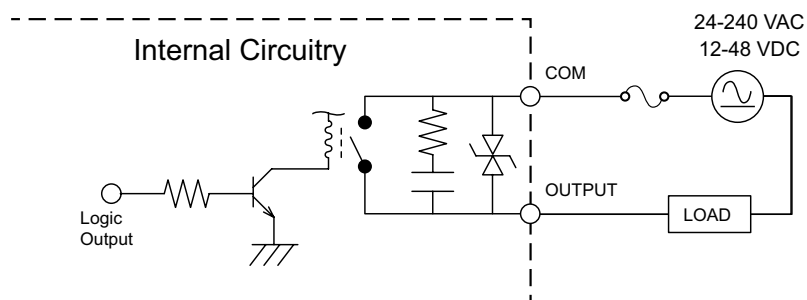 24-240 VAC
12-48 VDC
Internal Circuitry
COM
OUTPUT
LOAD
Logic
Output